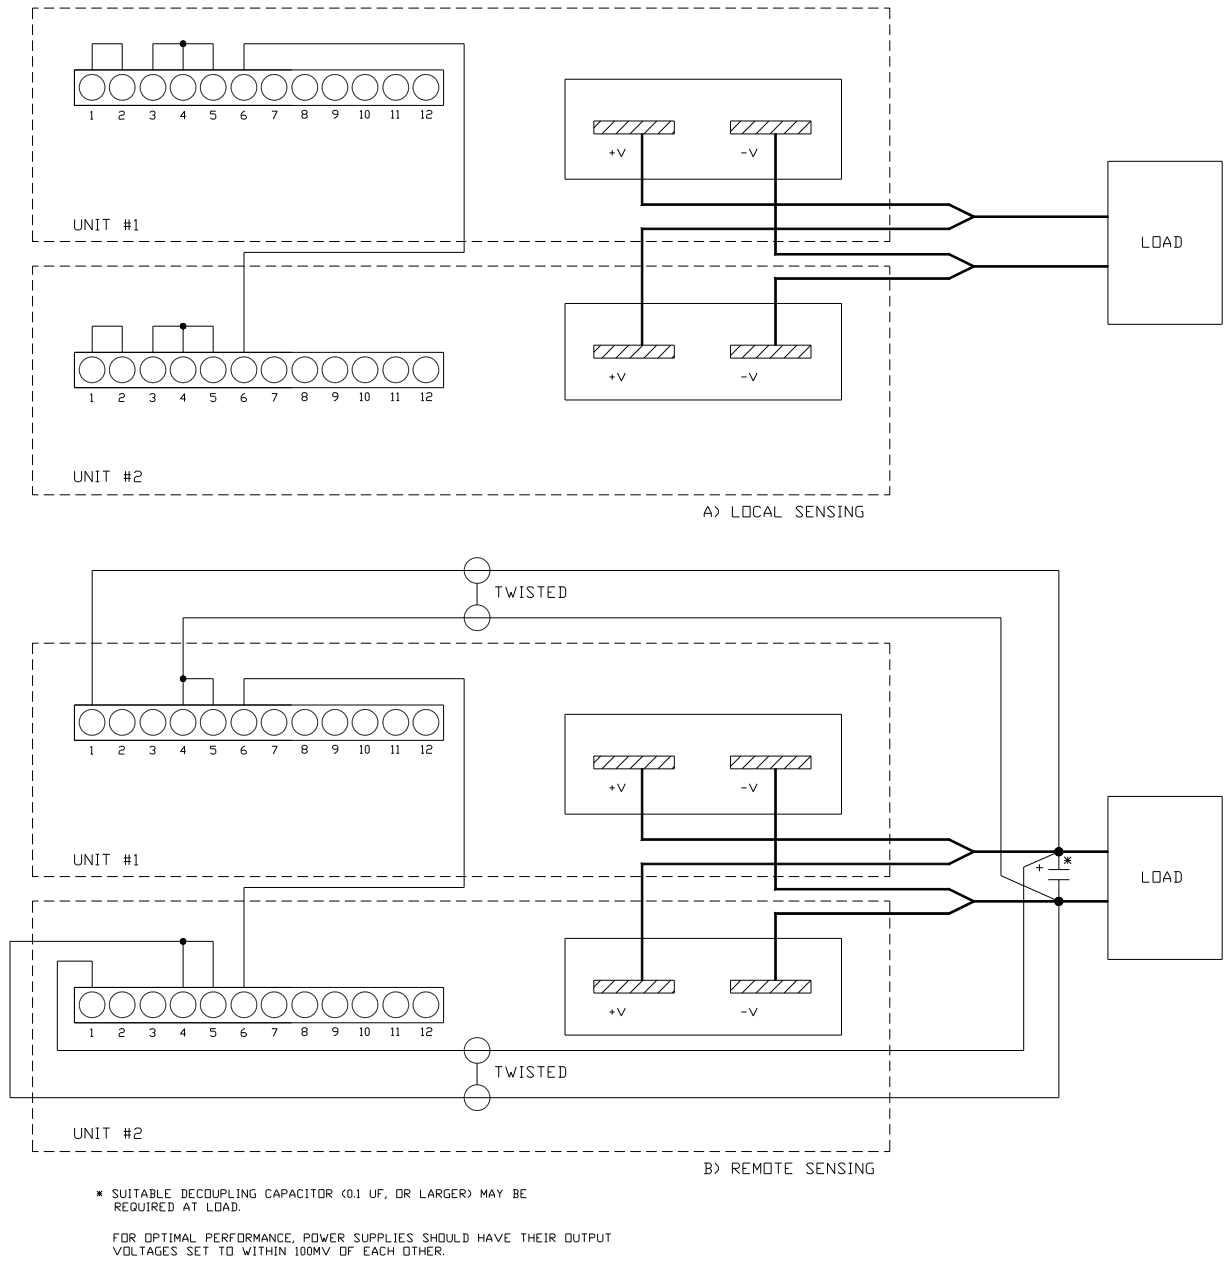 1 2 3 4 5 6 7 8 9 10 11 12
+V -V
UNIT #1
LOAD
1 2 3 4 5 6 7 8 9 10 11 12
+V -V
UNIT #2
A) LOCAL SENSING
TWISTED
1 2 3 4 5 6 7 8 9 10 11 12
+V -V
UNIT #1
+ *
LOAD
1 2 3 4 5 6 7 8 9 10 11 12
+V -V
TWISTED
UNIT #2
B) REMOTE SENSING
* SUITABLE DECOUPLING CAPACITOR (0.1 UF, OR LARGER) MAY BE
REQUIRED AT LOAD.
FOR OPTIMAL PERFORMANCE, POWER SUPPLIES SHOULD HAVE THEIR OUTPUT
VOLTAGES SET TO WITHIN 100MV OF EACH OTHER.